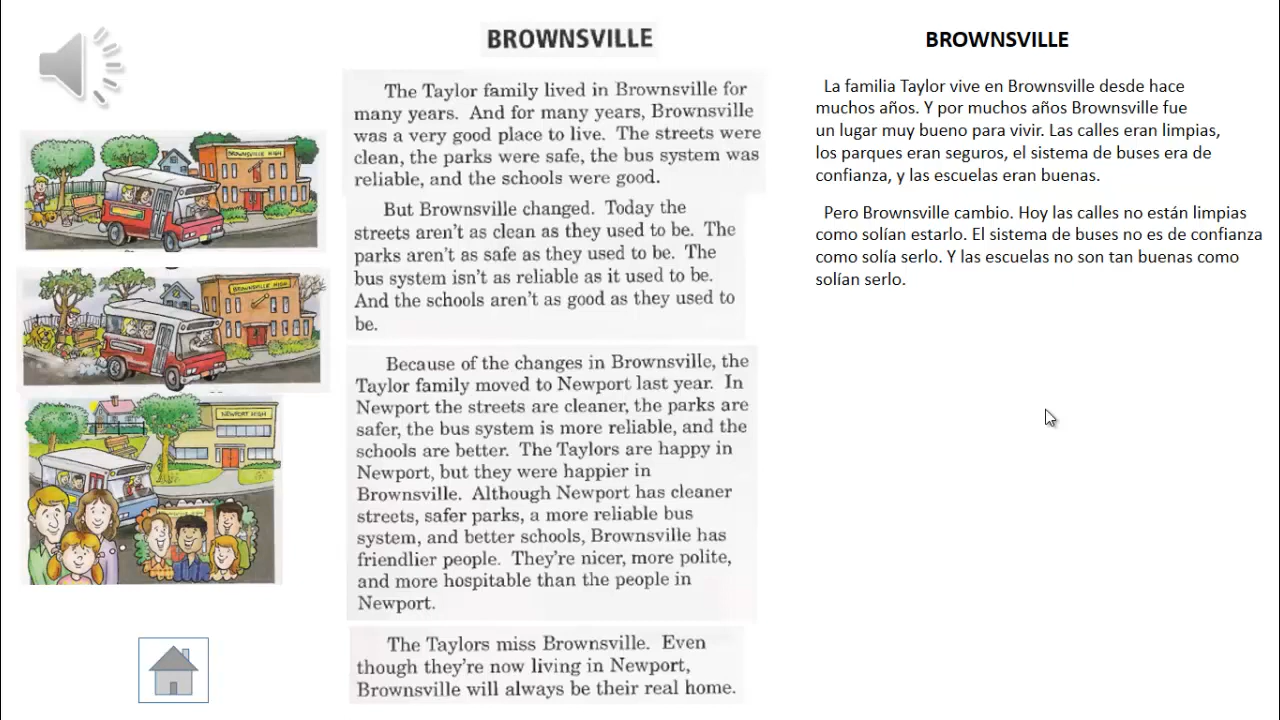 BROWNSVILLE
The Taylor family lived in Brownsville for
many years. And for many years, Brownsville
was a very good place to live. The streets were
clean, the parks were safe, the bus system was
reliable, and the schools were good.
But Brownsville changed. Today the
streets aren't as clean as they used to be. The
parks aren't as safe as they used to be. The
bus system isn't as reliable as it used to be.
And the schools aren't as good as they used to
be.
Because of the changes in Brownsville, the
Taylor family moved to Newport last year. In
Newport the streets are cleaner, the parks are
safer, the bus system is more reliable, and the
schools are better. The Taylors are happy in
Newport, but they were happier in
Brownsville. Although Newport has cleaner
streets, safer parks, a more reliable bus
system, and better schools, Brownsville has
friendlier people. They're nicer, more polite,
and more hospitable than the people in
Newport.
The Taylors miss Brownsville. Even
though they're now living in Newport,
Brownsville will always be their real home.
BROWNSVILLE
La familia Taylor vive en Brownsville desde hace
muchos años. Y por muchos años Brownsville fue
un lugar muy bueno para vivir. Las calles eran limpias,
los parques eran seguros, el sistema de buses era de
confianza, y las escuelas eran buenas.
Pero Brownsville cambio. Hoy las calles no están limpias
como solían estarlo. El sistema de buses no es de confianza
como solía serlo. Y las escuelas no son tan buenas como
solían serlo.
BROWNSVILLE HIGH
BROWNSVILLE HIGH
NEWPORT HIGH